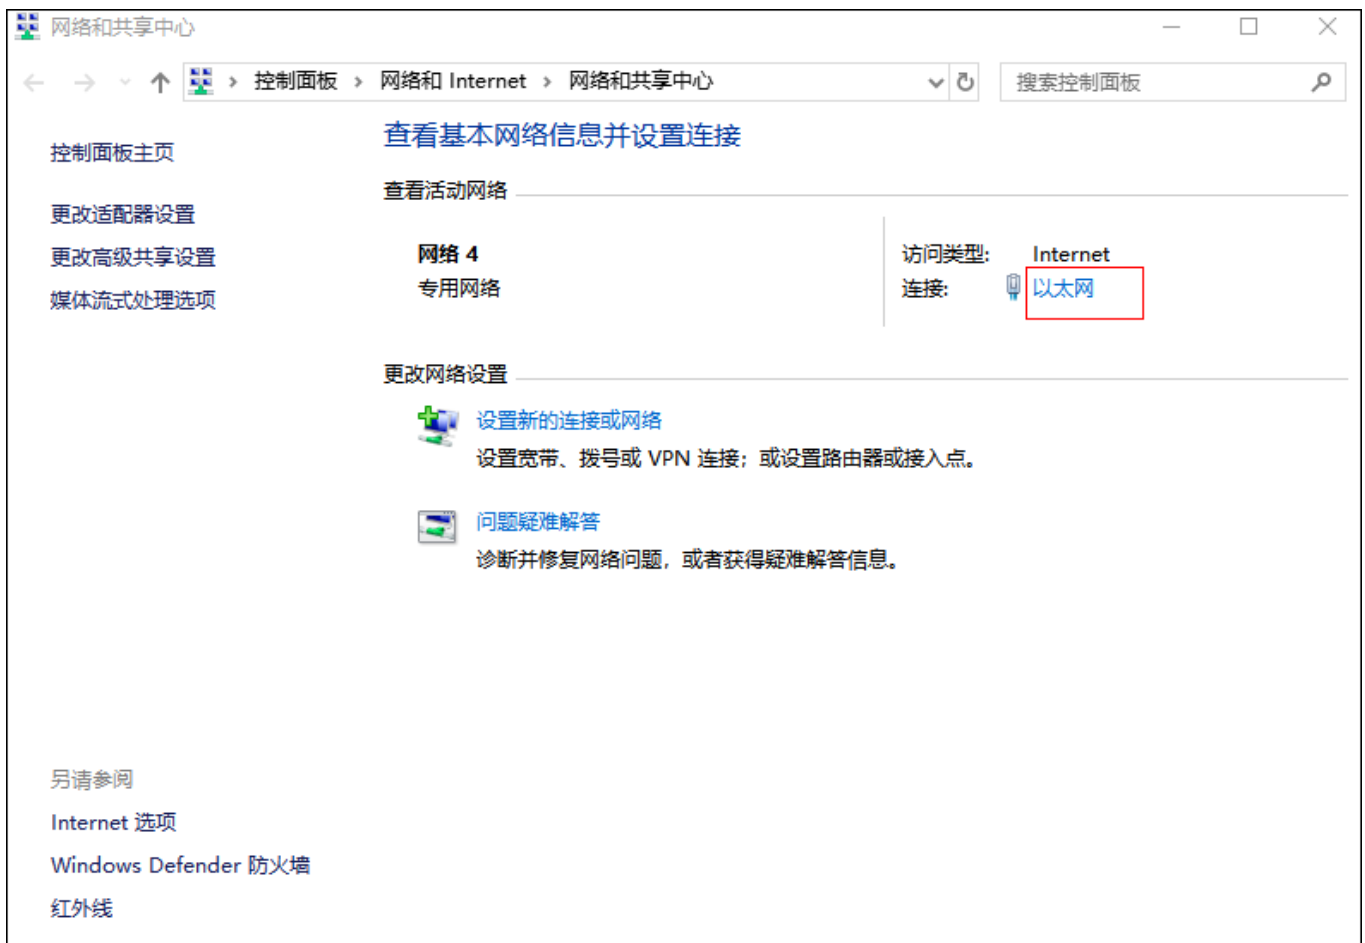 网络和共享中心
控制面板 > 网络和 Internet > 网络和共享中心
搜索控制面板
控制面板主页
更改适配器设置
更改高级共享设置
媒体流式处理选项
查看基本网络信息并设置连接
查看活动网络
网络 4
专用网络
访问类型: Internet
连接: 以太网
更改网络设置
设置新的连接或网络
设置宽带、拨号或 VPN 连接；或设置路由器或接入点。
问题疑难解答
诊断并修复网络问题，或者获得疑难解答信息。
另请参阅
Internet 选项
Windows Defender 防火墙
红外线